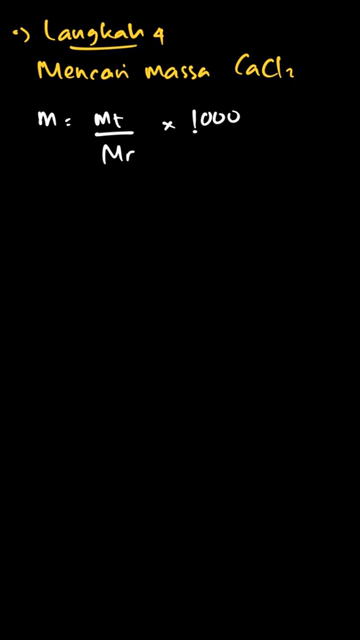 •) Langkah 4
Mencari massa CaCl₂
m = mt / Mr × 1000